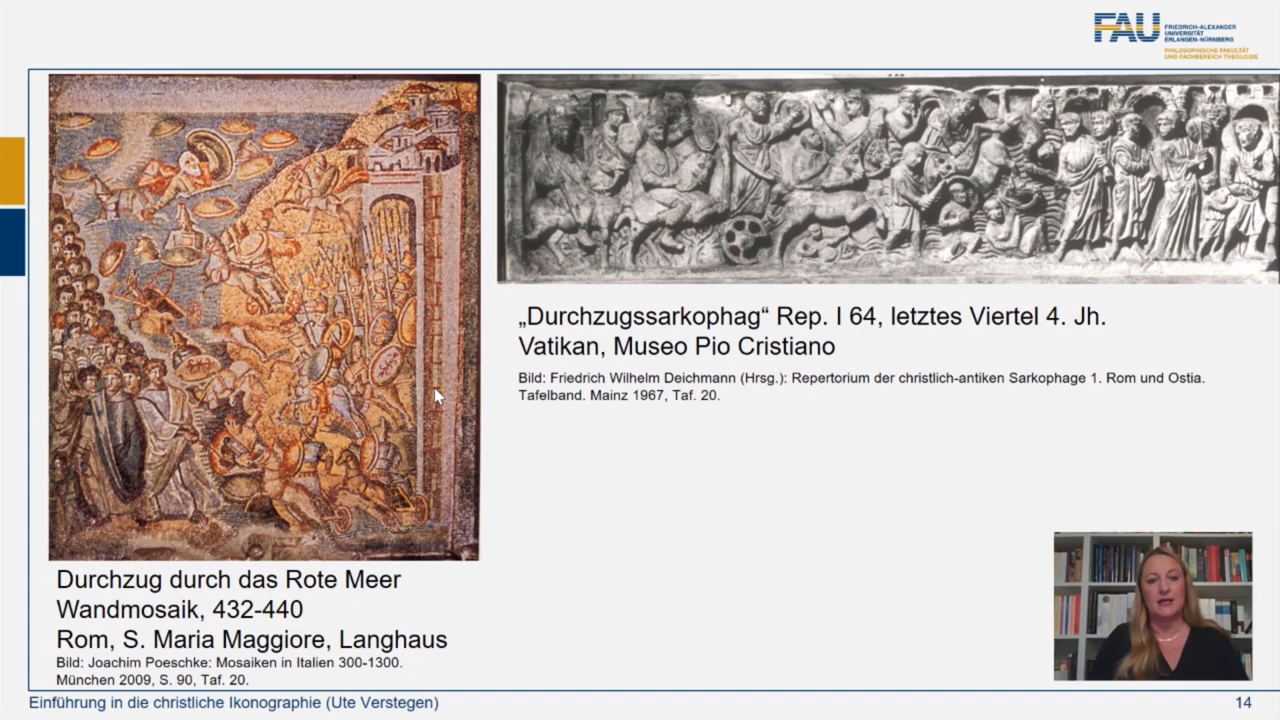 FAU
FRIEDRICH-ALEXANDER
UNIVERSITÄT
ERLANGEN-NÜRNBERG
PHILOSOPHISCHE FAKULTÄT
UND FACHBEREICH THEOLOGIE
„Durchzugssarkophag“ Rep. I 64, letztes Viertel 4. Jh.
Vatikan, Museo Pio Cristiano
Bild: Friedrich Wilhelm Deichmann (Hrsg.): Repertorium der christlich-antiken Sarkophage 1. Rom und Ostia.
Tafelband. Mainz 1967, Taf. 20.
Durchzug durch das Rote Meer
Wandmosaik, 432-440
Rom, S. Maria Maggiore, Langhaus
Bild: Joachim Poeschke: Mosaiken in Italien 300-1300.
München 2009, S. 90, Taf. 20.
Einführung in die christliche Ikonographie (Ute Verstegen)
14